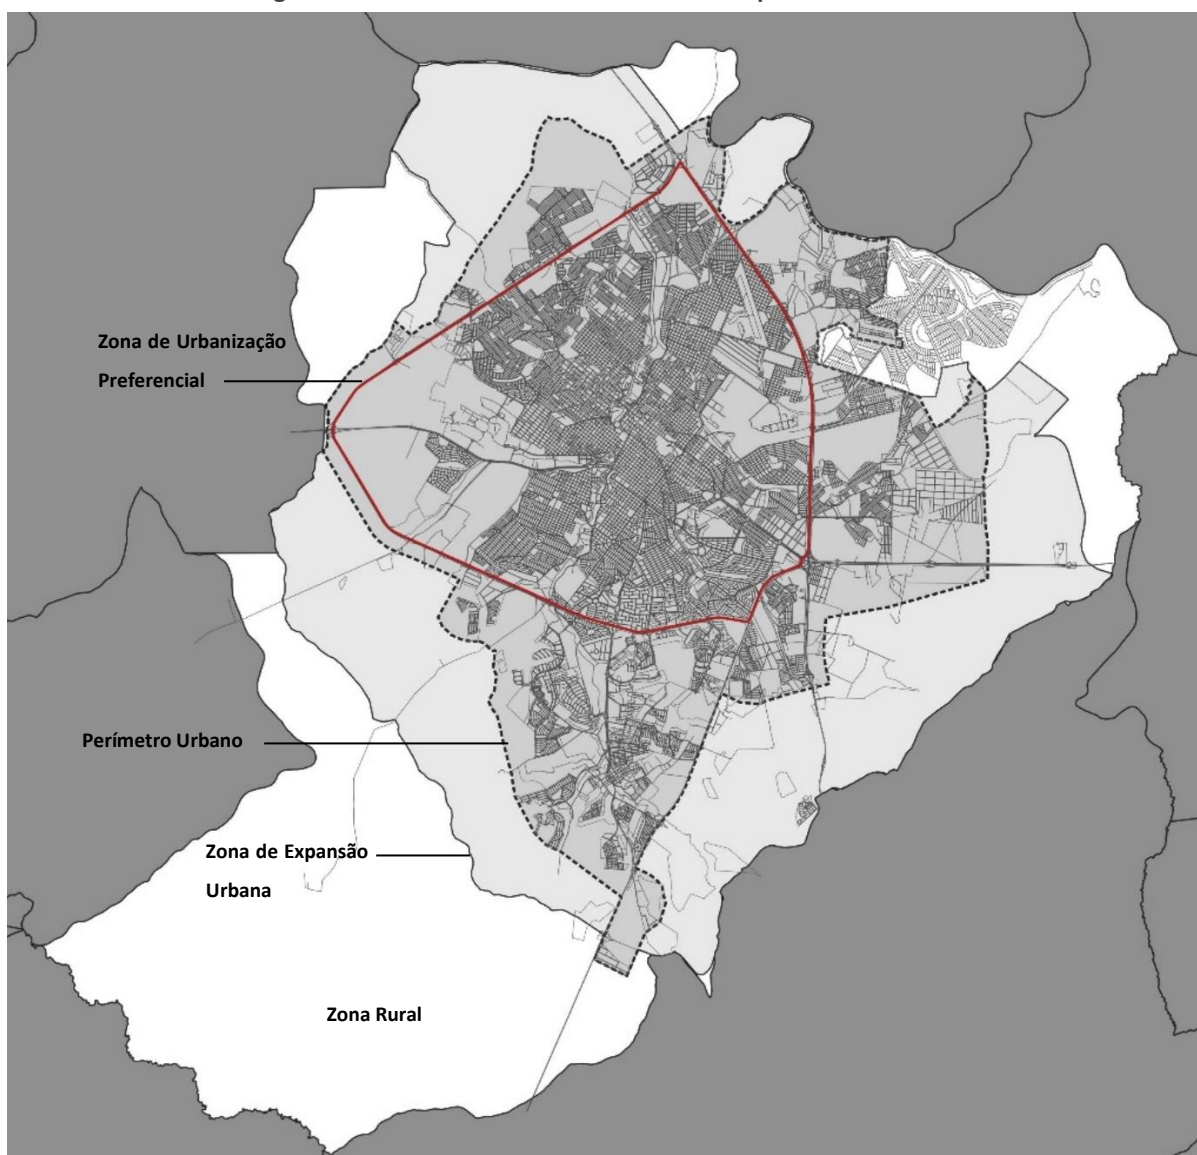 Zona de Urbanização
Preferencial
Perímetro Urbano
Zona de Expansão
Urbana
Zona Rural